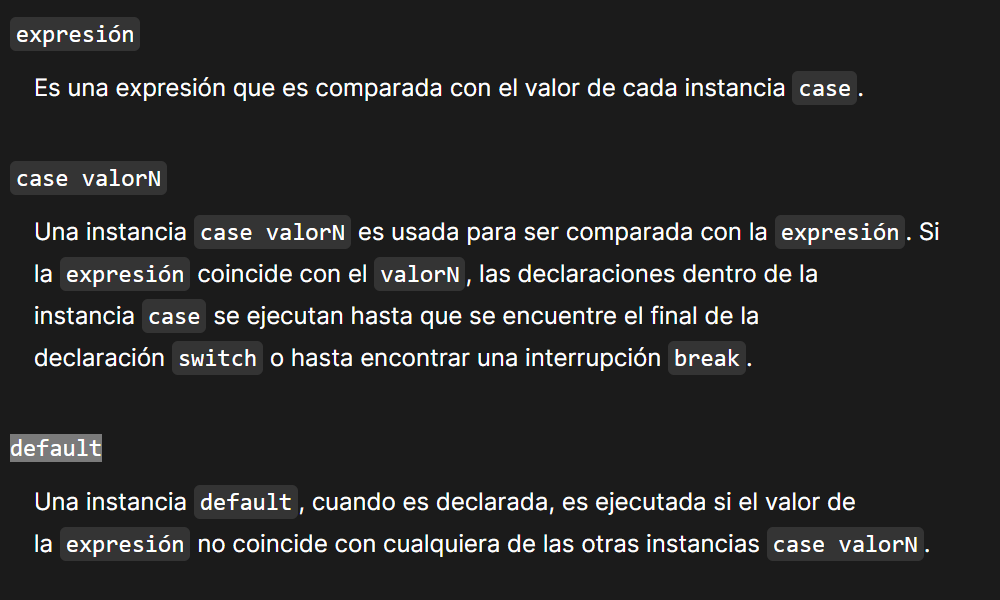 expresión
Es una expresión que es comparada con el valor de cada instancia case.
case valorN
Una instancia case valorN es usada para ser comparada con la expresión. Si
la expresión coincide con el valorN, las declaraciones dentro de la
instancia case se ejecutan hasta que se encuentre el final de la
declaración switch o hasta encontrar una interrupción break.
default
Una instancia default, cuando es declarada, es ejecutada si el valor de
la expresión no coincide con cualquiera de las otras instancias case valorN.